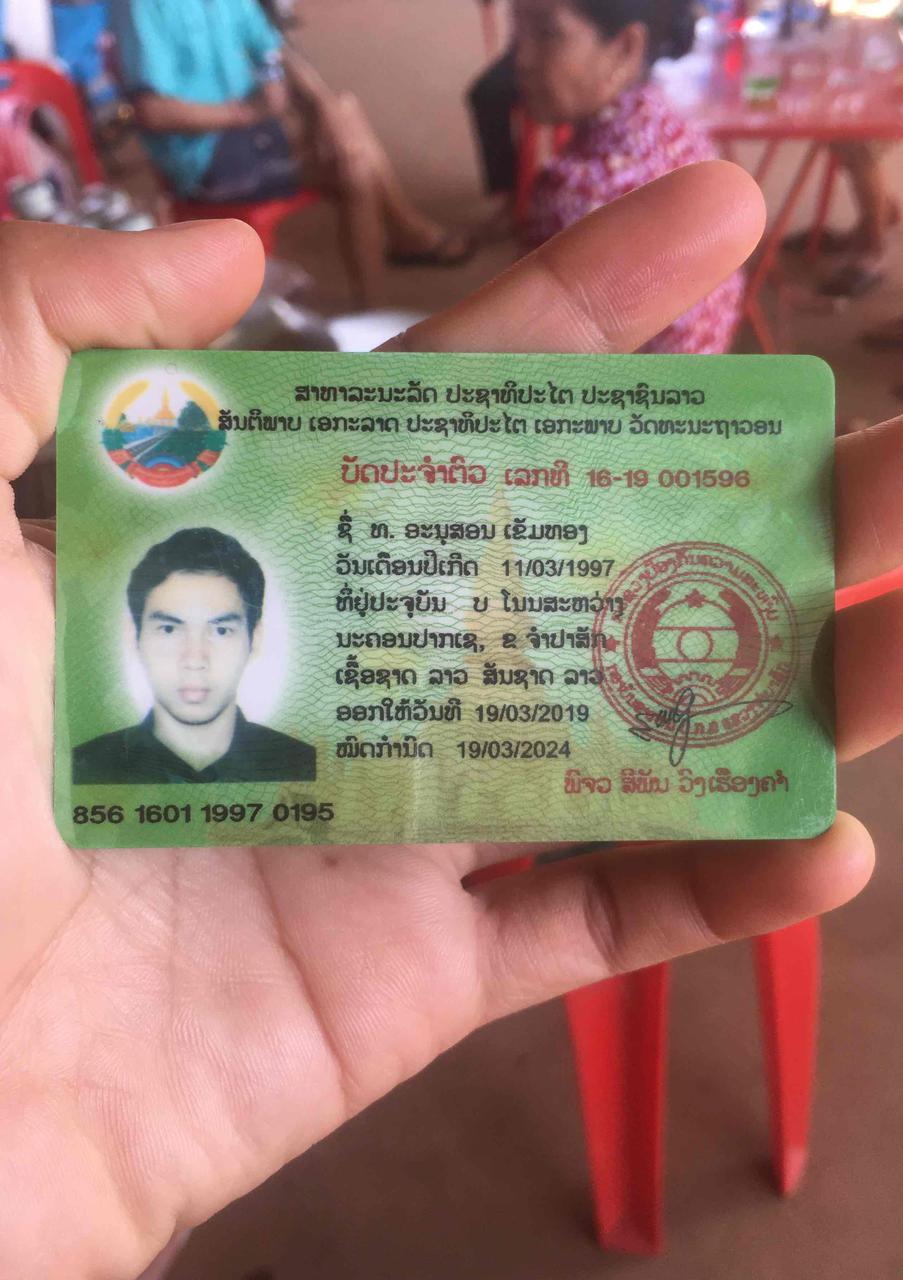 ສາທາລະນະລັດ ປະຊາທິປະໄຕ ປະຊາຊົນລາວ
ສັນຕິພາບ ເອກະລາດ ປະຊາທິປະໄຕ ເອກະພາບ ວັດທະນະຖາວອນ
ບັດປະຈຳຕົວ ເລກທີ 16-19 001596
ຊື່ ທ. ອະນຸສອນ ເຂັມທອງ
ວັນເດືອນປີເກີດ 11/03/1997
ທີ່ຢູ່ປະຈຸບັນ ບ ໂນນສະຫວ່າງ
ນະຄອນປາກເຊ, ຂ ຈຳປາສັກ
ເຊື້ອຊາດ ລາວ ສັນຊາດ ລາວ
ອອກໃຫ້ວັນທີ 19/03/2019
ໝົດກຳນົດ 19/03/2024
ພົຈວ ສີພັນ ວົງເຮືອງຄຳ
856 1601 1997 0195